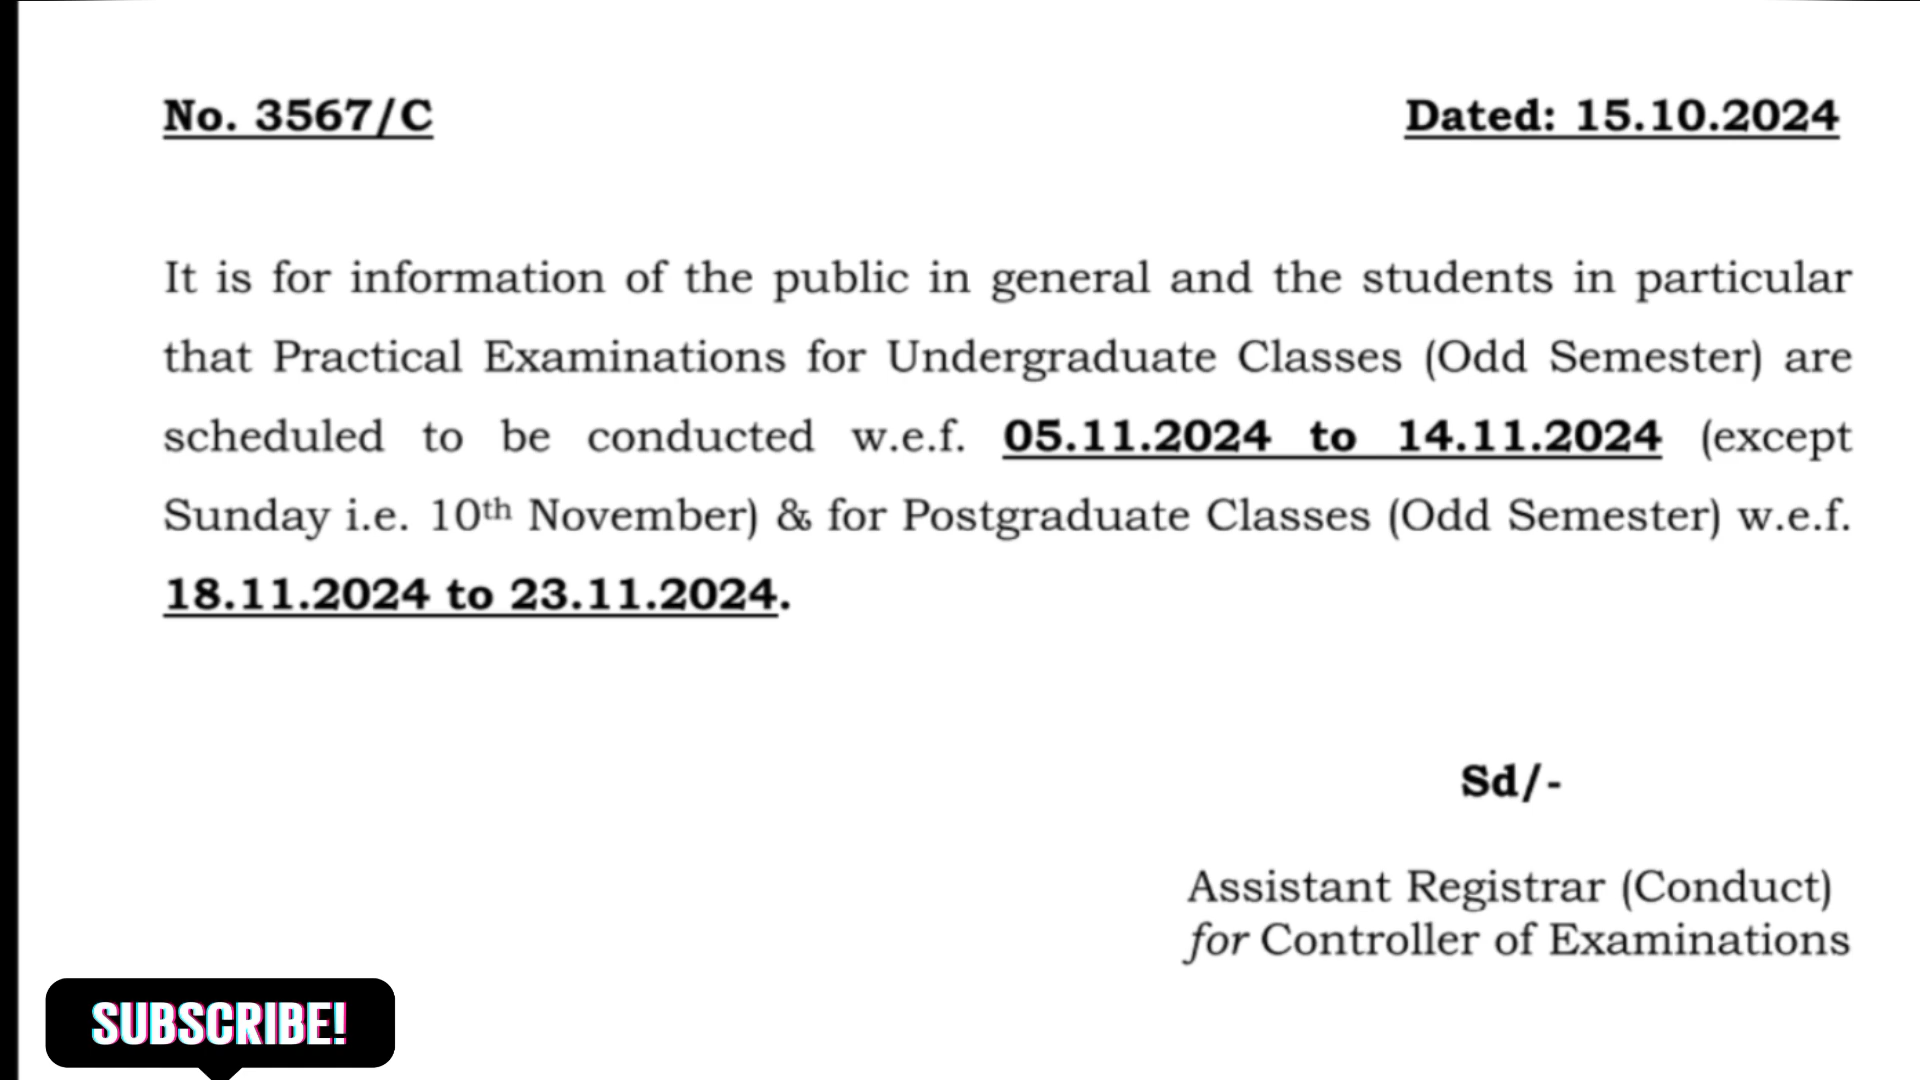 No. 3567/C
Dated: 15.10.2024
It is for information of the public in general and the students in particular
that Practical Examinations for Undergraduate Classes (Odd Semester) are
scheduled to be conducted w.e.f. 05.11.2024 to 14.11.2024 (except
Sunday i.e. 10th November) & for Postgraduate Classes (Odd Semester) w.e.f.
18.11.2024 to 23.11.2024.
Sd/-
Assistant Registrar (Conduct)
for Controller of Examinations
SUBSCRIBE!